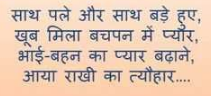 साथ पले और साथ बड़े हुए,
खूब मिला बचपन में प्यार,
भाई-बहन का प्यार बढ़ाने,
आया राखी का त्यौहार....